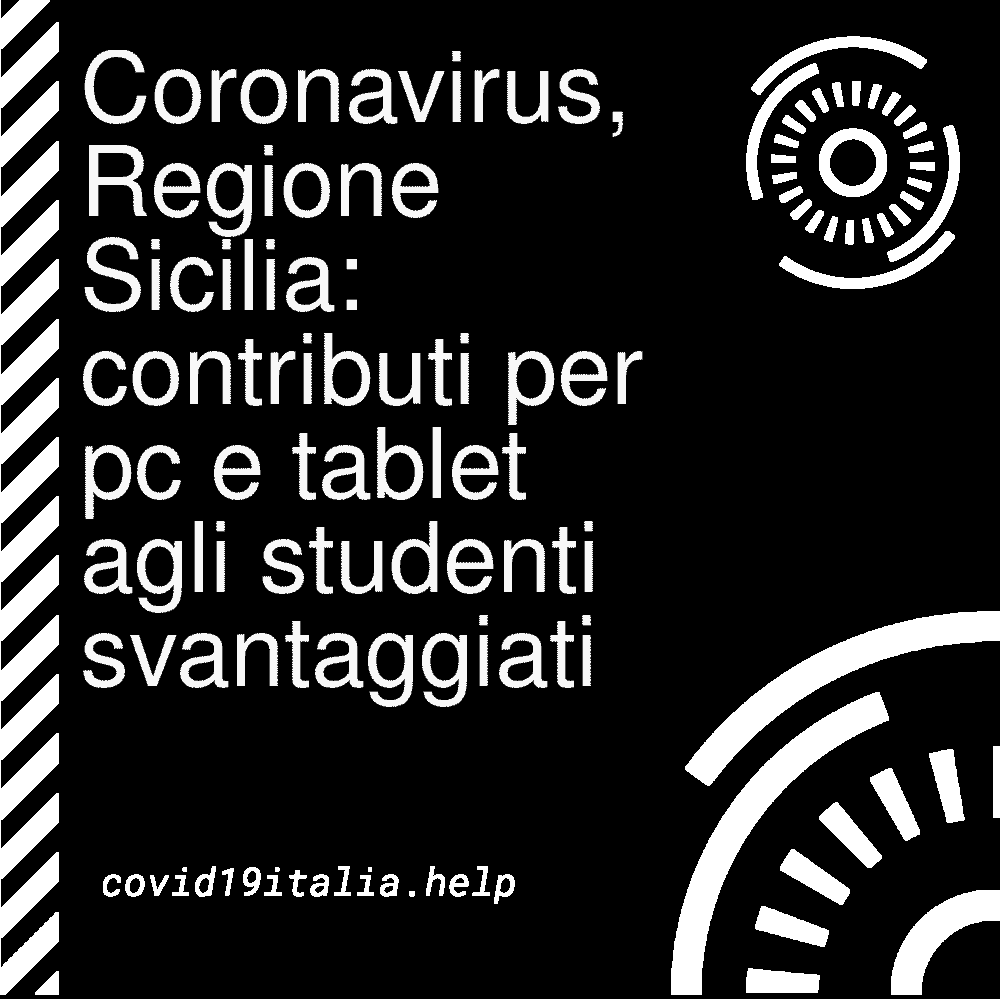 Coronavirus,
Regione
Sicilia:
contributi per
pc e tablet
agli studenti
svantaggiati
covid19italia.help